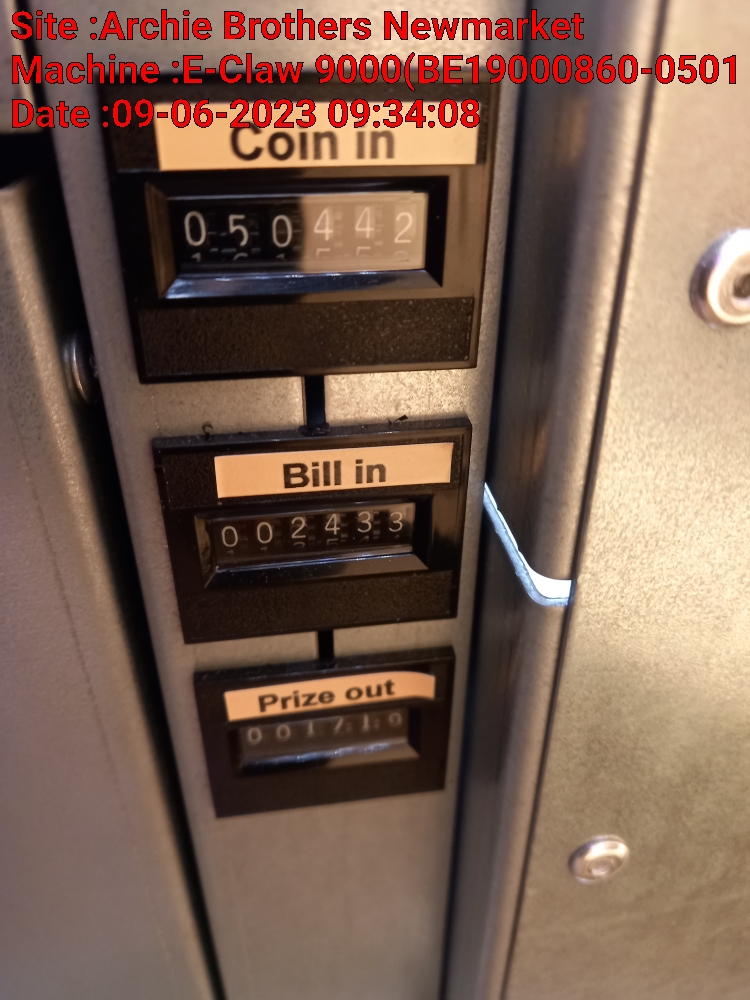 Site :Archie Brothers Newmarket
Machine :E-Claw 9000(BE19000860-0501
Date :09-06-2023 09:34:08
Coin in
050442
Bill in
002433
Prize out